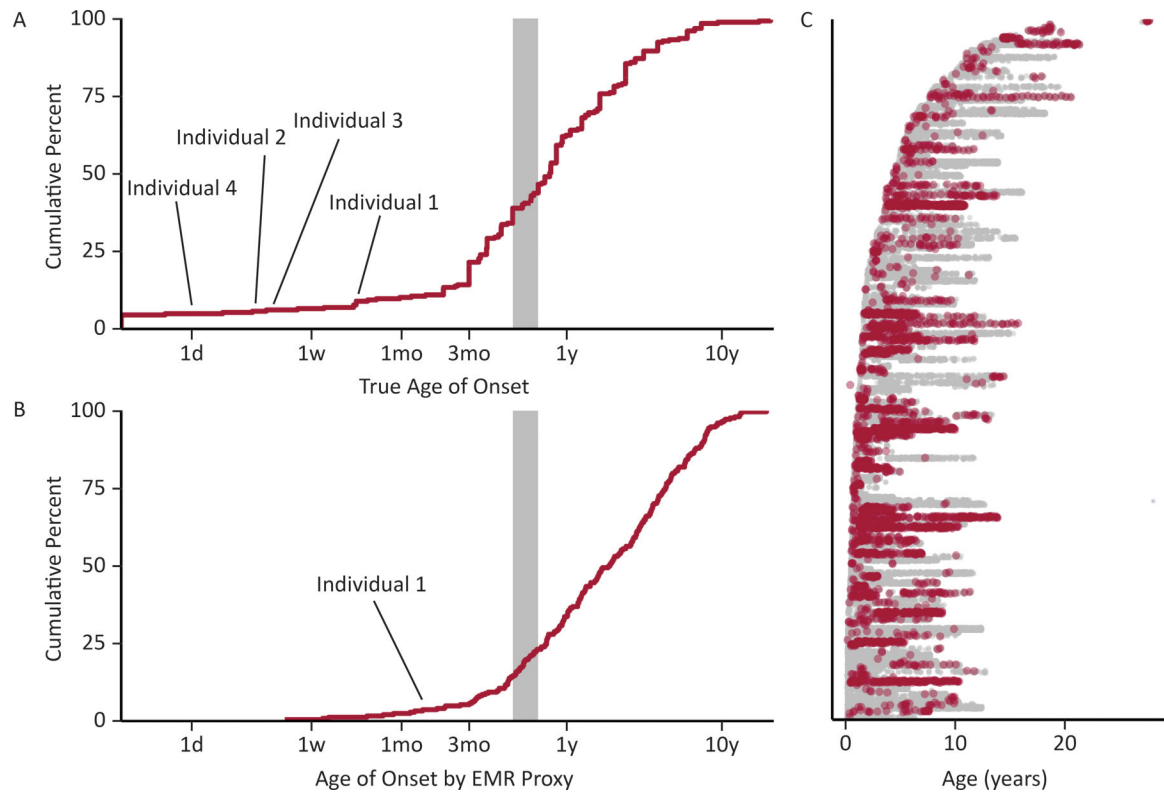 A
Cumulative Percent
100
75
50
25
0
Individual 4
Individual 2
Individual 3
Individual 1
1d
1w
1mo
3mo
1y
10y
True Age of Onset
B
Cumulative Percent
100
75
50
25
0
Individual 1
1d
1w
1mo
3mo
1y
10y
Age of Onset by EMR Proxy
C
0
10
20
Age (years)